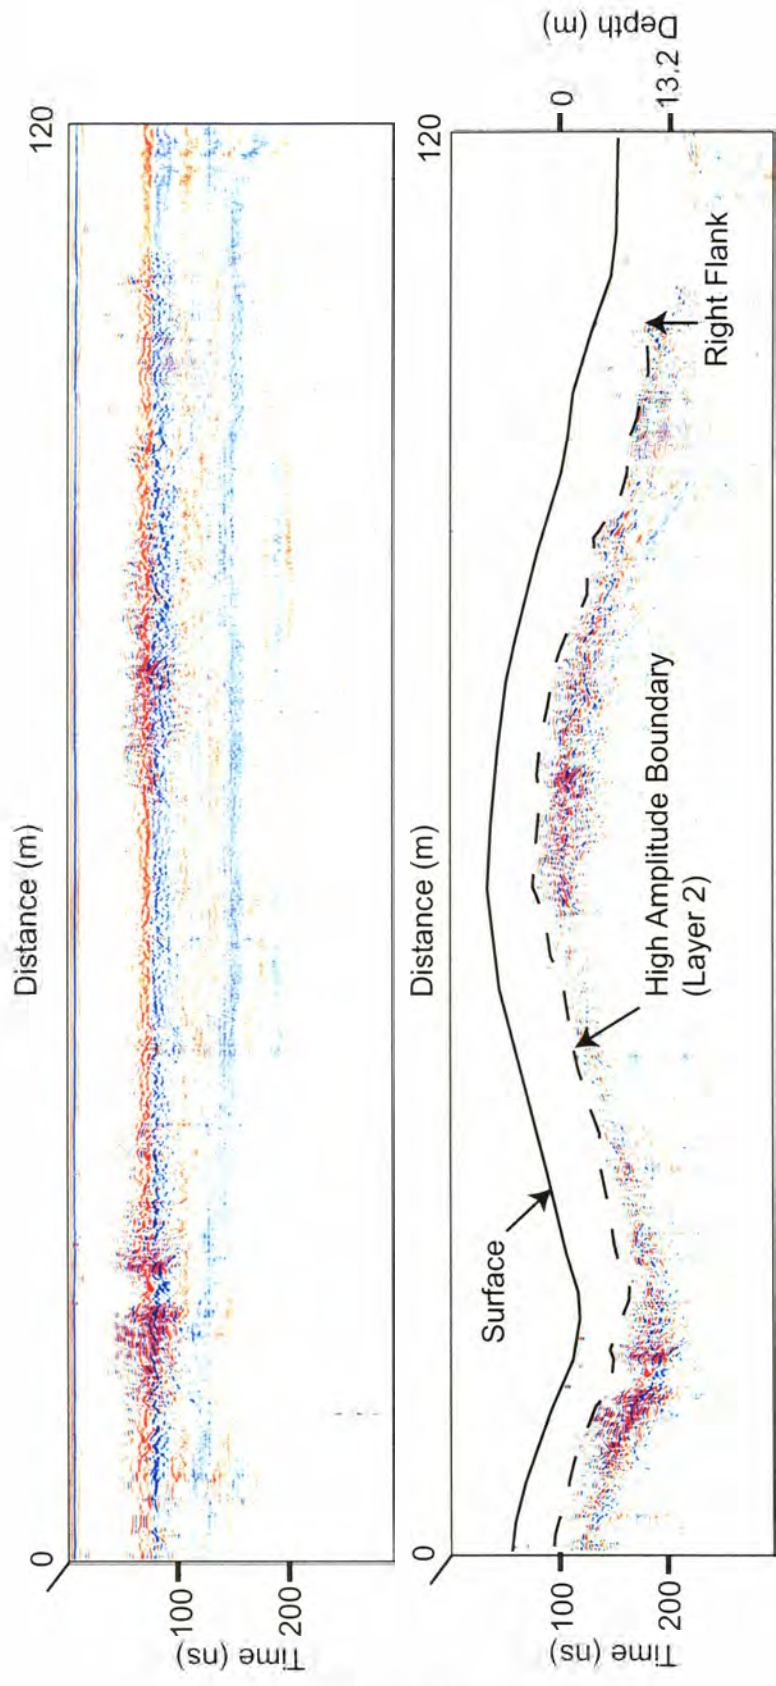 Distance (m)
0
120
100
200
Time (ns)
Distance (m)
0
120
Surface
High Amplitude Boundary
(Layer 2)
Right Flank
100
200
Time (ns)
0
13.2
Depth (m)